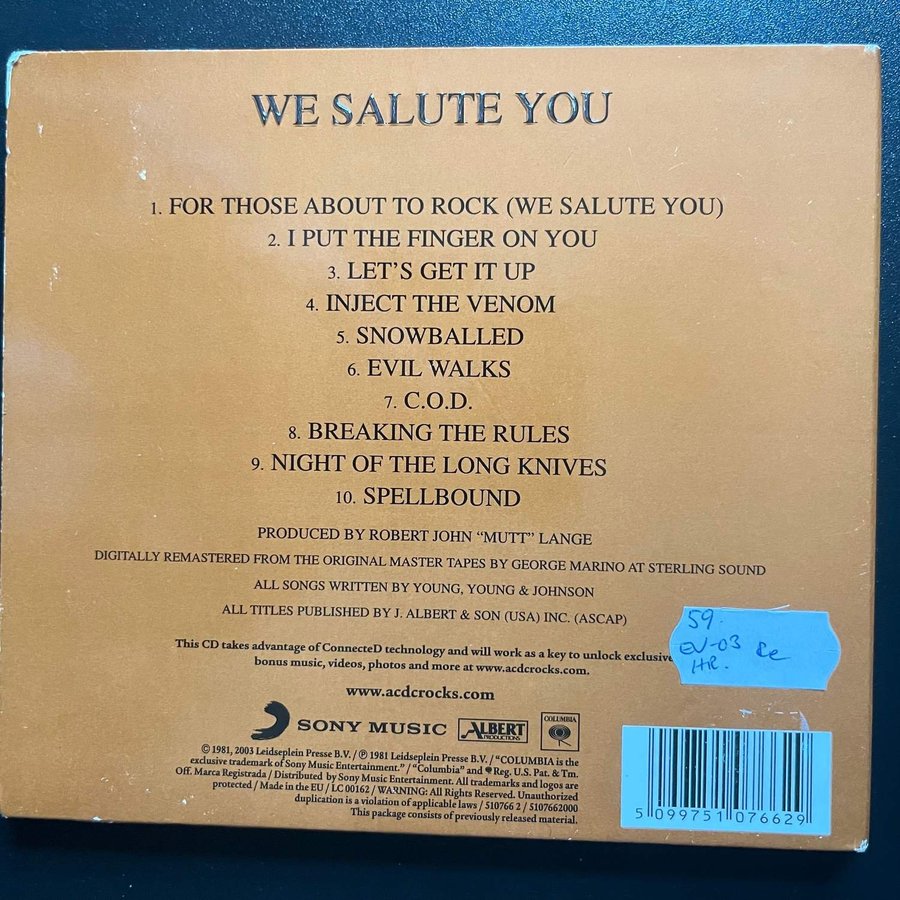 WE SALUTE YOU
1. FOR THOSE ABOUT TO ROCK (WE SALUTE YOU)
2. I PUT THE FINGER ON YOU
3. LET'S GET IT UP
4. INJECT THE VENOM
5. SNOWBALLED
6. EVIL WALKS
7. C.O.D.
8. BREAKING THE RULES
9. NIGHT OF THE LONG KNIVES
10. SPELLBOUND
PRODUCED BY ROBERT JOHN “MUTT” LANGE
DIGITALLY REMASTERED FROM THE ORIGINAL MASTER TAPES BY GEORGE MARINO AT STERLING SOUND
ALL SONGS WRITTEN BY YOUNG, YOUNG & JOHNSON
ALL TITLES PUBLISHED BY J. ALBERT & SON (USA) INC. (ASCAP)
59.
EV-03 Re
HR.
This CD takes advantage of ConnecteD technology and will work as a key to unlock exclusive
bonus music, videos, photos and more at www.acdcrocks.com.
www.acdcrocks.com
SONY MUSIC
ALBERT
PRODUCTIONS
COLUMBIA
© 1981, 2003 Leidseplein Presse B.V. / ℗ 1981 Leidseplein Presse B.V. / “COLUMBIA is the
exclusive trademark of Sony Music Entertainment.” / “Columbia” and Reg. U.S. Pat. & Tm.
Off. Marca Registrada / Distributed by Sony Music Entertainment. All trademarks and logos are
protected / Made in the EU / LC 00162 / WARNING: All Rights Reserved. Unauthorized
duplication is a violation of applicable laws / 510766 2 / 5107662000
This package consists of previously released material.
5 099751 076629